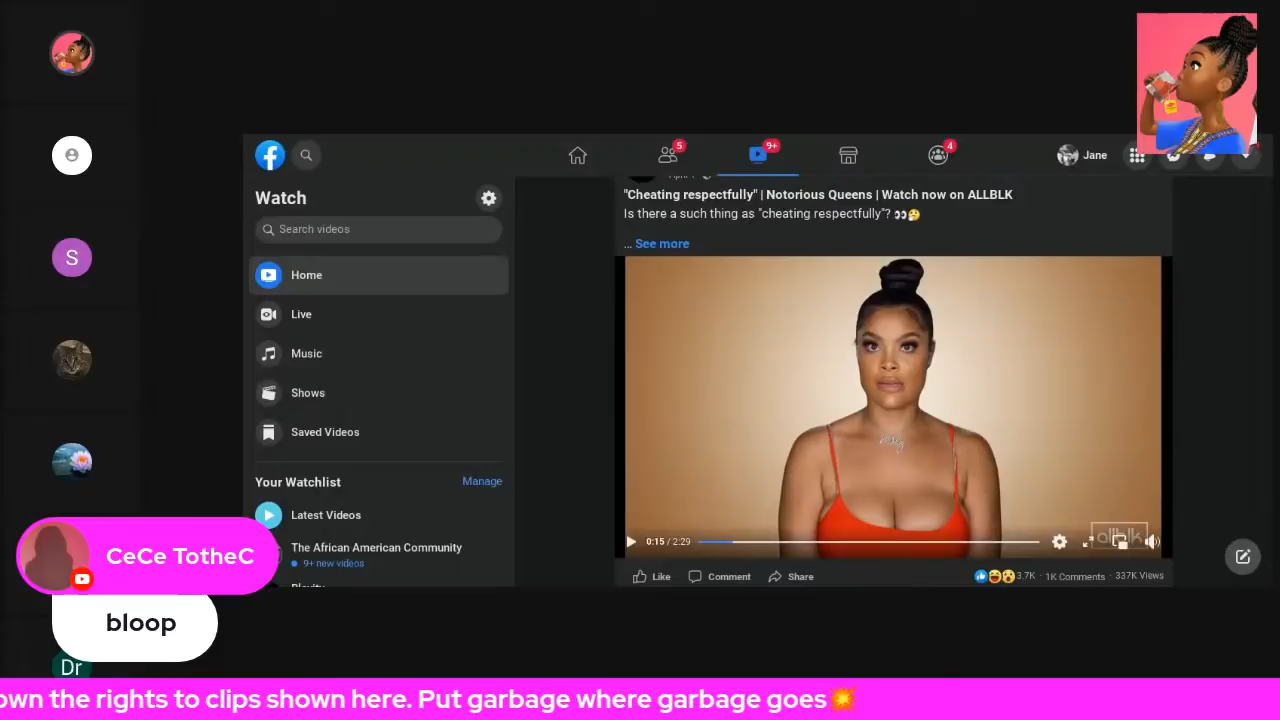 5
9+
4
Jane
Watch
"Cheating respectfully" | Notorious Queens | Watch now on ALLBLK
Is there a such thing as "cheating respectfully"? 👀🤔
... See more
Search videos
Home
Live
Music
Shows
Saved Videos
Your Watchlist
Manage
Latest Videos
The African American Community
9+ new videos
0:15 / 2:29
allblk
Like
Comment
Share
3.7K · 1K Comments · 337K Views
S
CeCe TotheC
bloop
Dr
own the rights to clips shown here. Put garbage where garbage goes💥